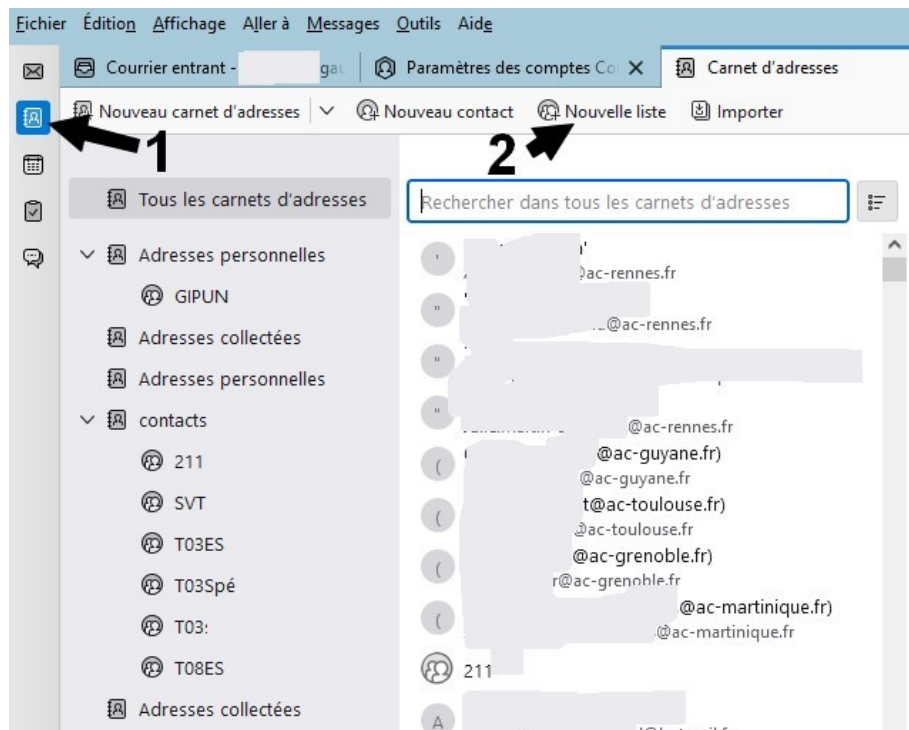 Fichier Édition Affichage Aller à Messages Outils Aide
Courrier entrant - Paramètres des comptes Carnet d'adresses
Nouveau carnet d'adresses Nouveau contact Nouvelle liste Importer
1 2
Tous les carnets d'adresses
Rechercher dans tous les carnets d'adresses
Adresses personnelles
GIPUN
Adresses collectées
Adresses personnelles
contacts
211
SVT
T03ES
T03Spé
T03:
T08ES
Adresses collectées
@ac-rennes.fr
@ac-rennes.fr
@ac-rennes.fr
@ac-guyane.fr)
@ac-guyane.fr
t@ac-toulouse.fr)
@ac-toulouse.fr
@ac-grenoble.fr)
r@ac-grenoble.fr
@ac-martinique.fr)
@ac-martinique.fr
211
A